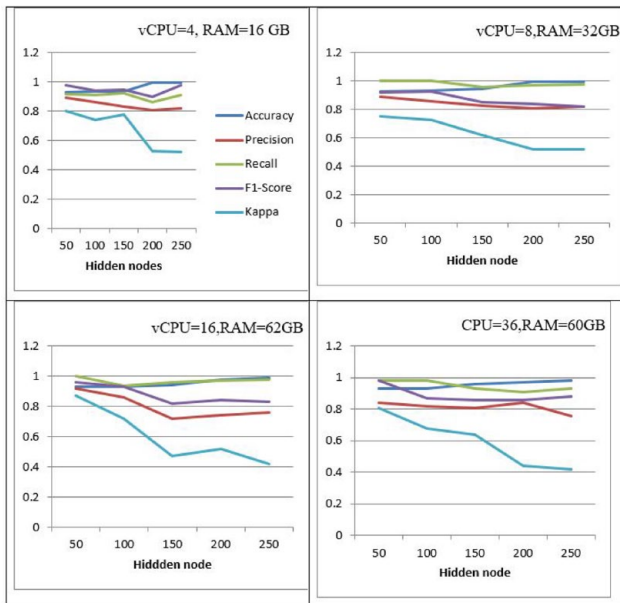 vCPU=4, RAM=16 GB
1.2
1
0.8
0.6
0.4
0.2
0
50 100 150 200 250
Hidden nodes
Accuracy
Precision
Recall
F1-Score
Kappa
vCPU=8,RAM=32GB
1.2
1
0.8
0.6
0.4
0.2
0
50 100 150 200 250
Hidden node
vCPU=16,RAM=62GB
1.2
1
0.8
0.6
0.4
0.2
0
50 100 150 200 250
Hiddden node
CPU=36,RAM=60GB
1.2
1
0.8
0.6
0.4
0.2
0
50 100 150 200 250
Hidden node